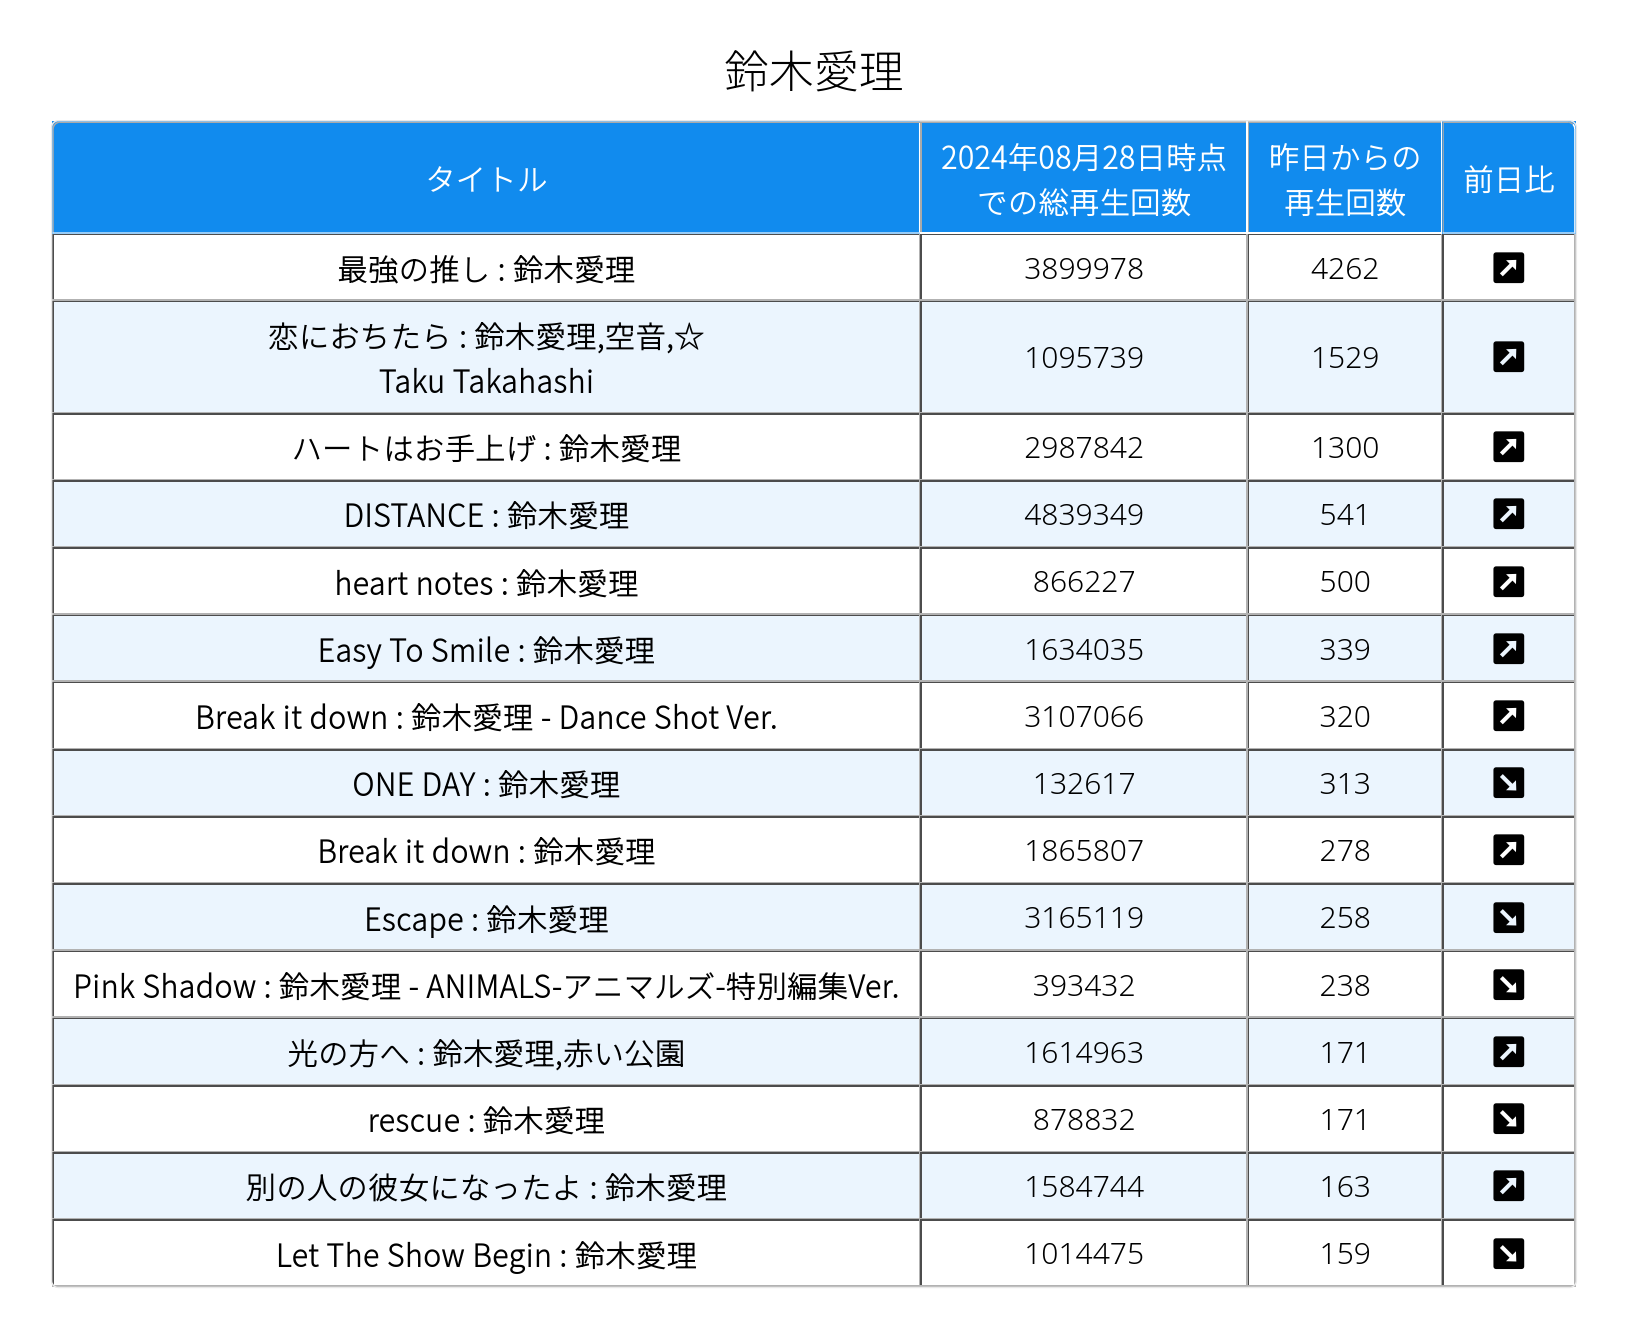 鈴木愛理
タイトル
2024年08月28日時点
での総再生回数
昨日からの
再生回数
前日比
最強の推し : 鈴木愛理 3899978 4262 ↗
恋におちたら : 鈴木愛理,空音,☆
Taku Takahashi
1095739 1529 ↗
ハートはお手上げ : 鈴木愛理 2987842 1300 ↗
DISTANCE : 鈴木愛理 4839349 541 ↗
heart notes : 鈴木愛理 866227 500 ↗
Easy To Smile : 鈴木愛理 1634035 339 ↗
Break it down : 鈴木愛理 - Dance Shot Ver. 3107066 320 ↗
ONE DAY : 鈴木愛理 132617 313 ↘
Break it down : 鈴木愛理 1865807 278 ↗
Escape : 鈴木愛理 3165119 258 ↘
Pink Shadow : 鈴木愛理 - ANIMALS-アニマルズ-特別編集Ver. 393432 238 ↘
光の方へ : 鈴木愛理,赤い公園 1614963 171 ↗
rescue : 鈴木愛理 878832 171 ↘
別の人の彼女になったよ : 鈴木愛理 1584744 163 ↗
Let The Show Begin : 鈴木愛理 1014475 159 ↘